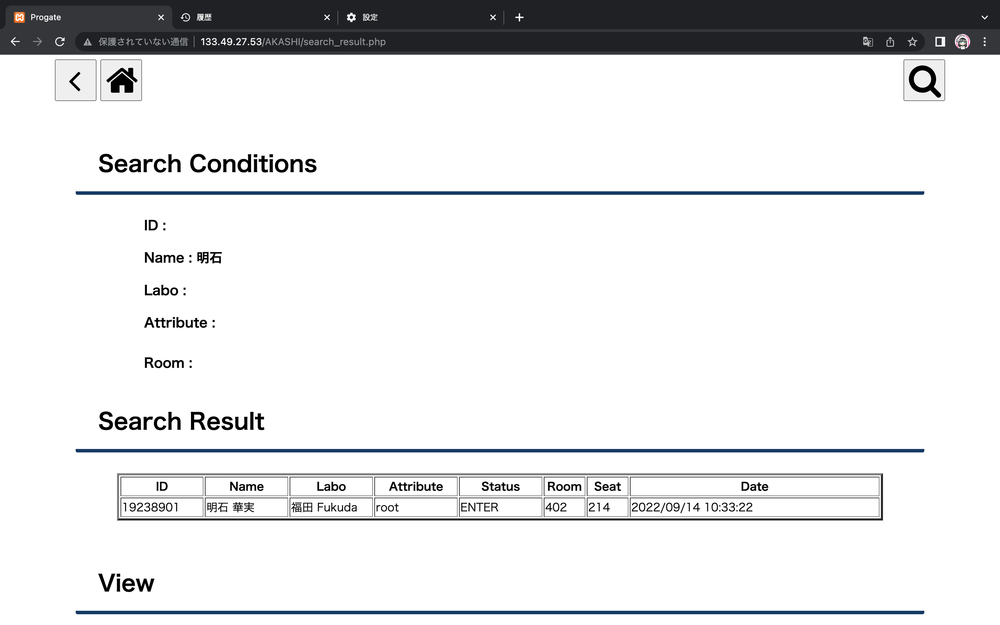 Progate
履歴
設定
保護されていない通信 133.49.27.53/AKASHI/search_result.php
Search Conditions
ID :
Name : 明石
Labo :
Attribute :
Room :
Search Result
ID Name Labo Attribute Status Room Seat Date
19238901 明石 華実 福田 Fukuda root ENTER 402 214 2022/09/14 10:33:22
View